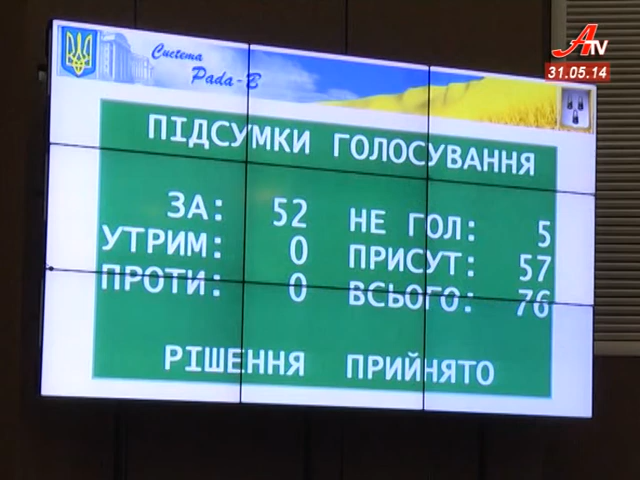 Система
Рада-В
АTV
31.05.14
ПІДСУМКИ ГОЛОСУВАННЯ
ЗА: 52 НЕ ГОЛ: 5
УТРИМ: 0 ПРИСУТ: 57
ПРОТИ: 0 ВСЬОГО: 76
РІШЕННЯ ПРИЙНЯТО